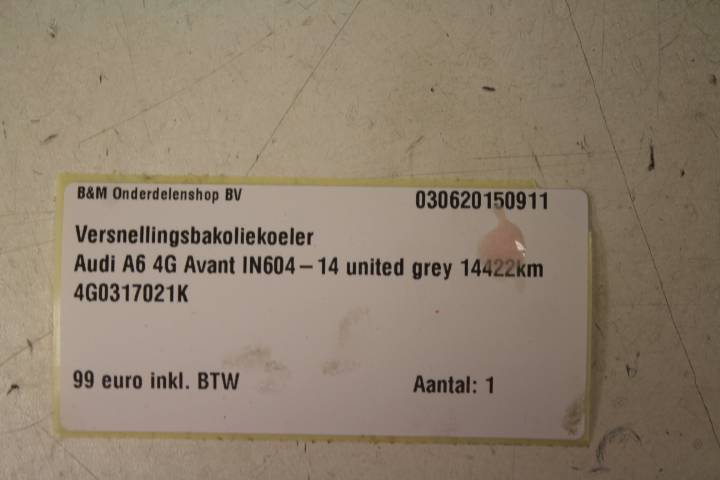 B&M Onderdelenshop BV 030620150911
Versnellingsbakoliekoeler
Audi A6 4G Avant IN604-14 united grey 14422km
4G0317021K
99 euro inkl. BTW Aantal: 1